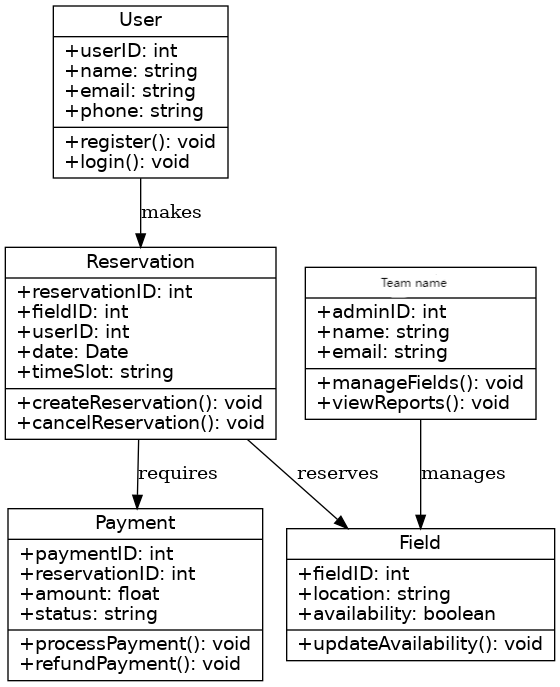 User
+userID: int
+name: string
+email: string
+phone: string
+register(): void
+login(): void
makes
Reservation
+reservationID: int
+fieldID: int
+userID: int
+date: Date
+timeSlot: string
+createReservation(): void
+cancelReservation(): void
Team name
+adminID: int
+name: string
+email: string
+manageFields(): void
+viewReports(): void
requires
reserves
manages
Payment
+paymentID: int
+reservationID: int
+amount: float
+status: string
+processPayment(): void
+refundPayment(): void
Field
+fieldID: int
+location: string
+availability: boolean
+updateAvailability(): void